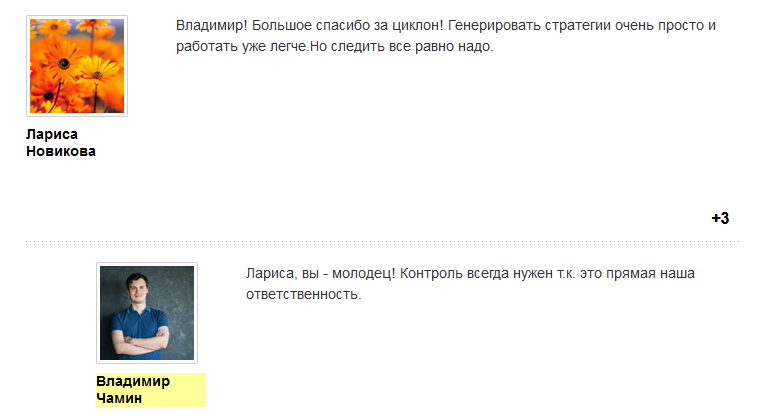 Владимир! Большое спасибо за циклон! Генерировать стратегии очень просто и
работать уже легче.Но следить все равно надо.
Лариса
Новикова
+3
Лариса, вы - молодец! Контроль всегда нужен т.к. это прямая наша
ответственность.
Владимир
Чамин